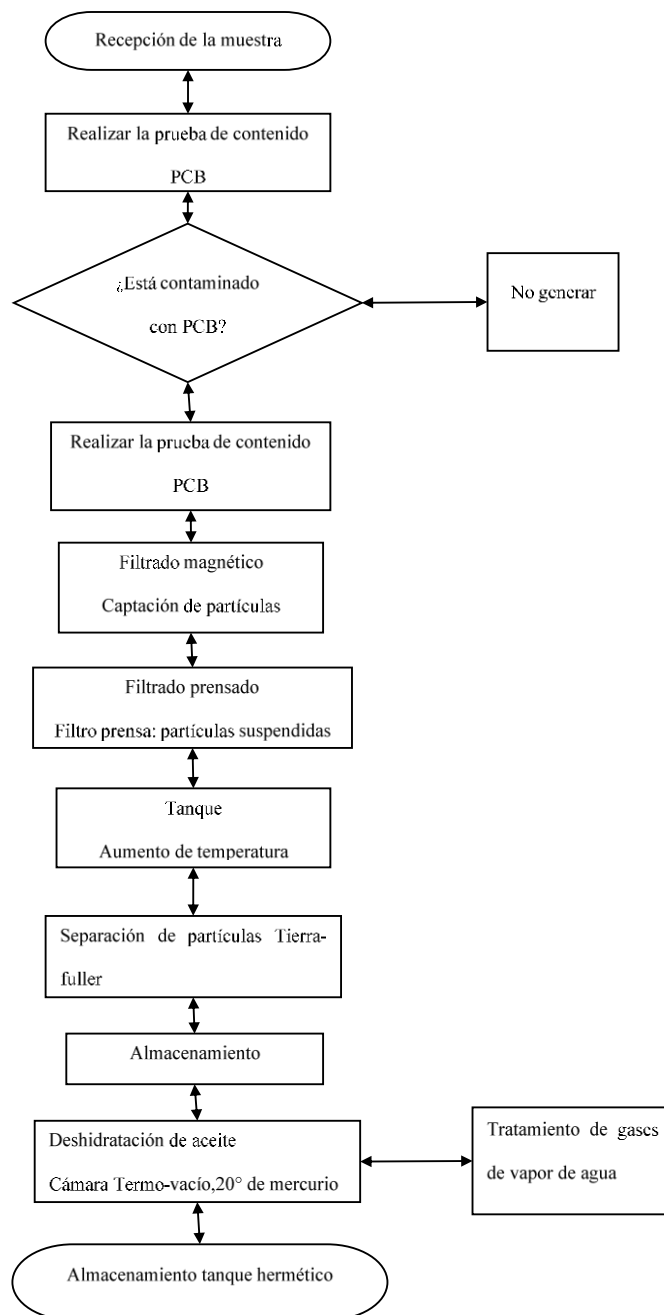 Recepción de la muestra
Realizar la prueba de contenido
PCB
¿Está contaminado
con PCB?
No generar
Realizar la prueba de contenido
PCB
Filtrado magnético
Captación de partículas
Filtrado prensado
Filtro prensa: partículas suspendidas
Tanque
Aumento de temperatura
Separación de partículas Tierra-
fuller
Almacenamiento
Deshidratación de aceite
Cámara Termo-vacío,20° de mercurio
Tratamiento de gases
de vapor de agua
Almacenamiento tanque hermético